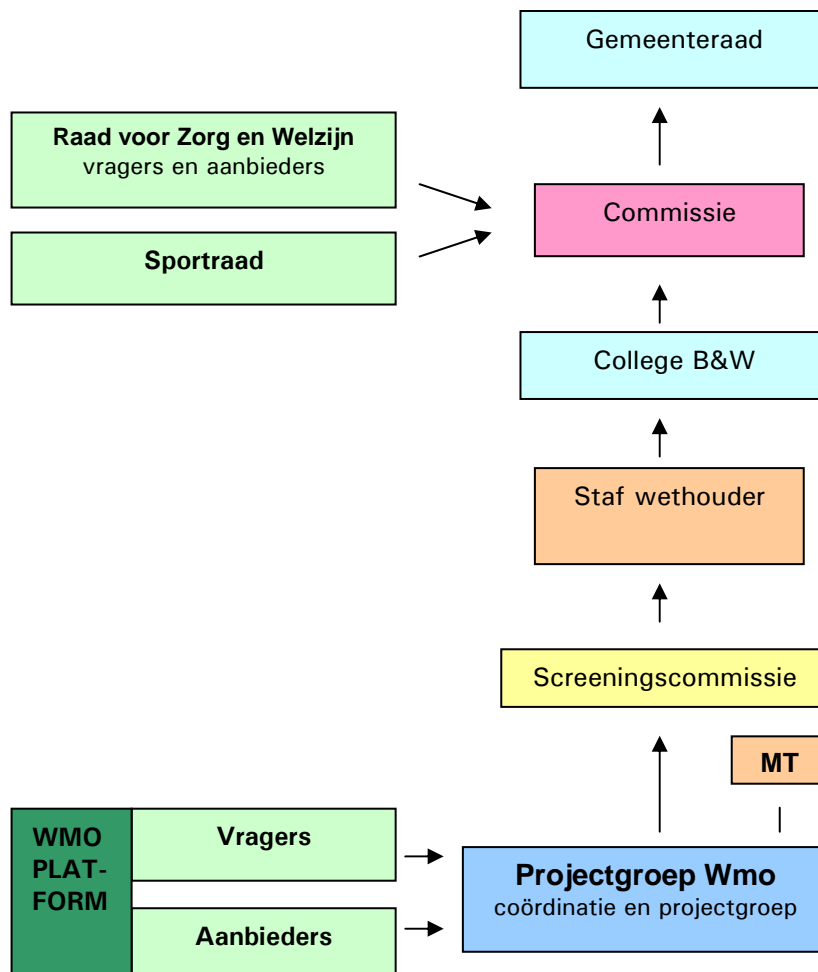 Gemeenteraad
Raad voor Zorg en Welzijn
vragers en aanbieders
Commissie
Sportraad
College B&W
Staf wethouder
Screeningscommissie
MT
WMO
PLAT-
FORM
Vragers
Aanbieders
Projectgroep Wmo
coördinatie en projectgroep